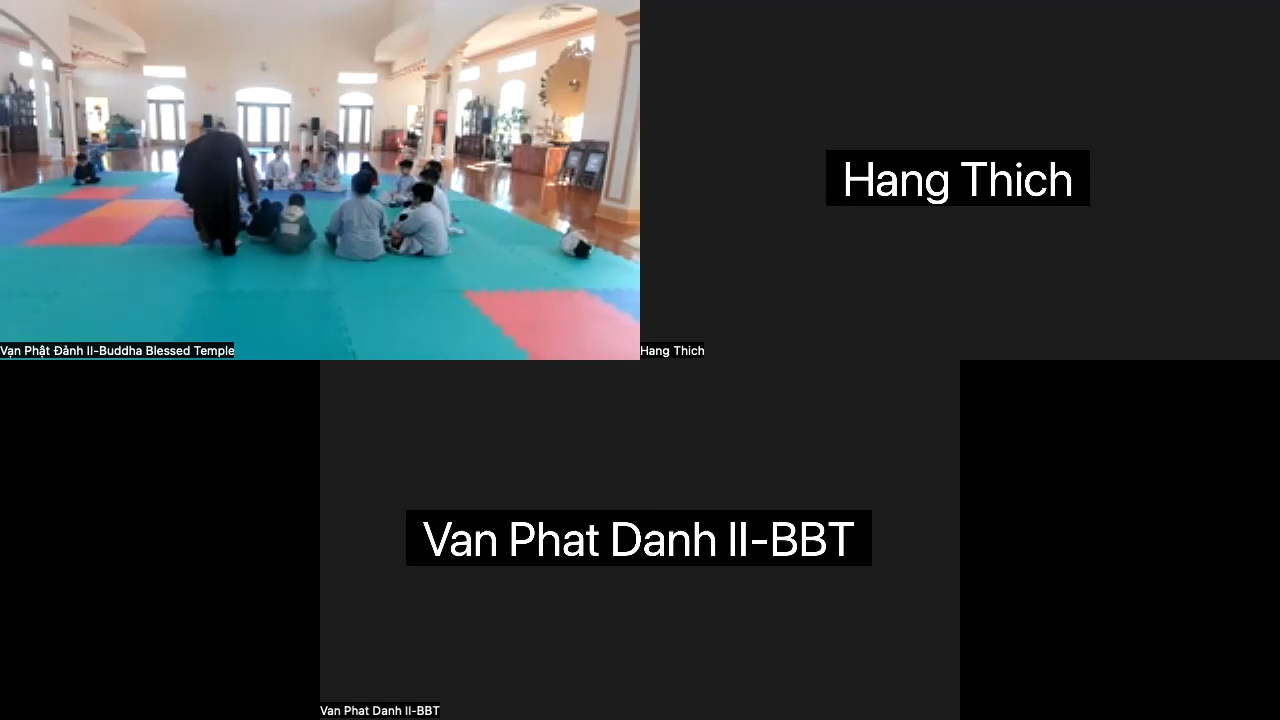 Hang Thich
Vạn Phật Đảnh II-Buddha Blessed Temple
Hang Thich
Van Phat Danh II-BBT
Van Phat Danh II-BBT